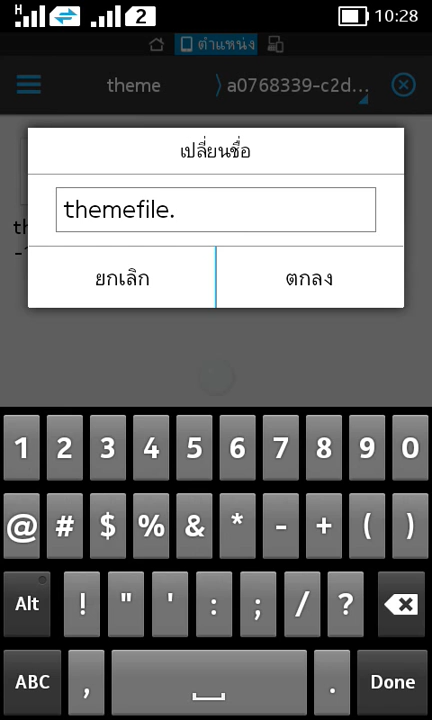 H 2 10:28
ตำแหน่ง
theme a0768339-c2d...
เปลี่ยนชื่อ
themefile.
ยกเลิก ตกลง
1 2 3 4 5 6 7 8 9 0
@ # $ % & * - + ( )
Alt ! " ' : ; / ?
ABC , . Done